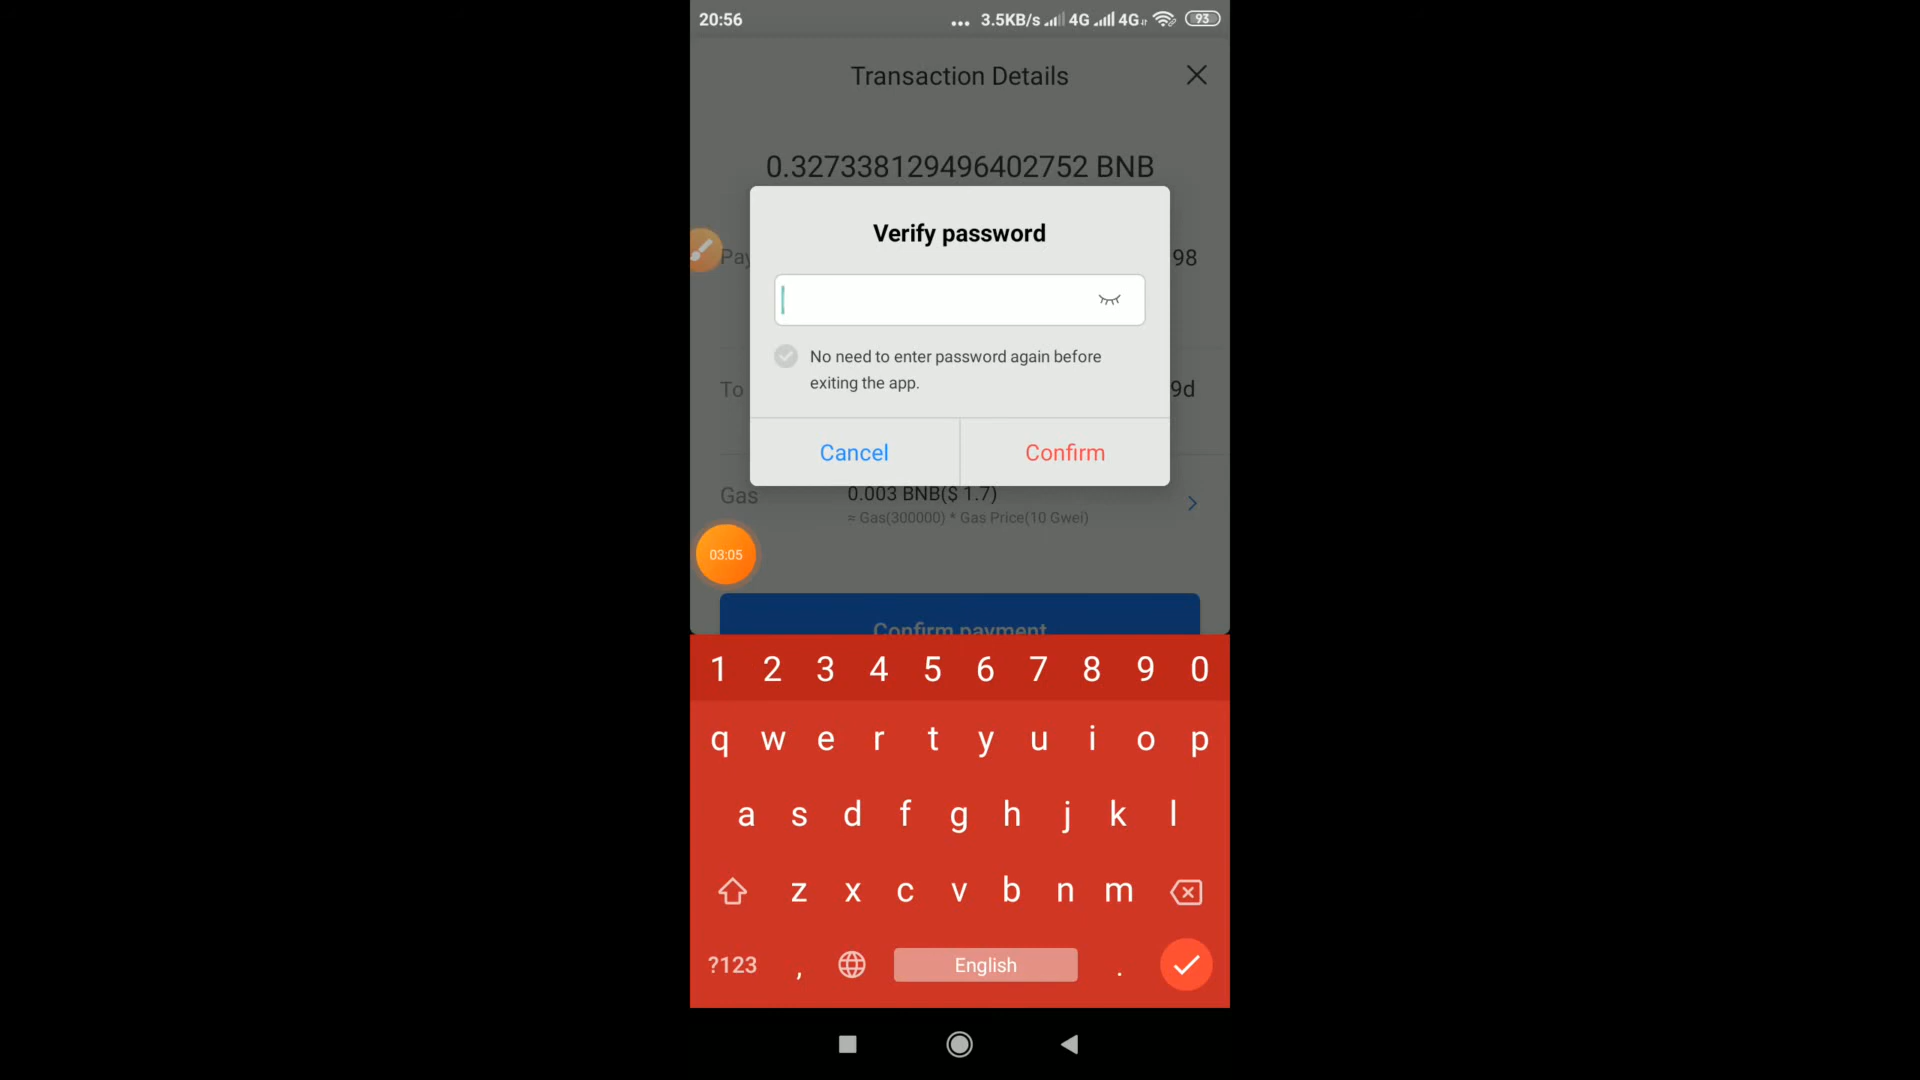 20:56
... 3.5KB/s 4G 4G 93
Transaction Details
0.327338129496402752 BNB
Verify password
Pay
98
No need to enter password again before
exiting the app.
To
9d
Cancel
Confirm
Gas
0.003 BNB($ 1.7)
≈ Gas(300000) * Gas Price(10 Gwei)
03:05
Confirm payment
1 2 3 4 5 6 7 8 9 0
q w e r t y u i o p
a s d f g h j k l
z x c v b n m
?123 , English .